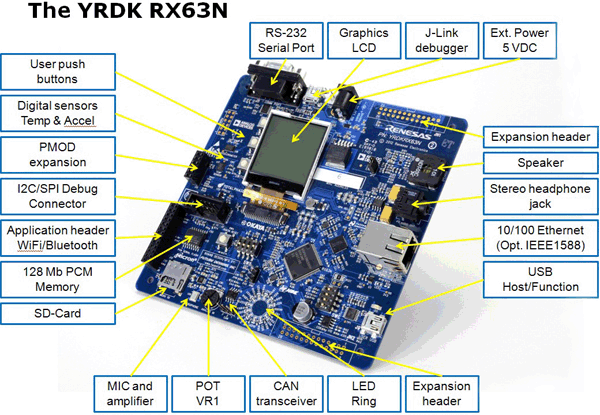 The YRDK RX63N
RS-232
Serial Port
Graphics
LCD
J-Link
debugger
Ext. Power
5 VDC
User push
buttons
Digital sensors
Temp & Accel
PMOD
expansion
I2C/SPI Debug
Connector
Application header
WiFi/Bluetooth
128 Mb PCM
Memory
SD-Card
RENESAS
OKAYA
Micron
Expansion header
Speaker
Stereo headphone
jack
10/100 Ethernet
(Opt. IEEE1588)
USB
Host/Function
MIC and
amplifier
POT
VR1
CAN
transceiver
LED
Ring
Expansion
header